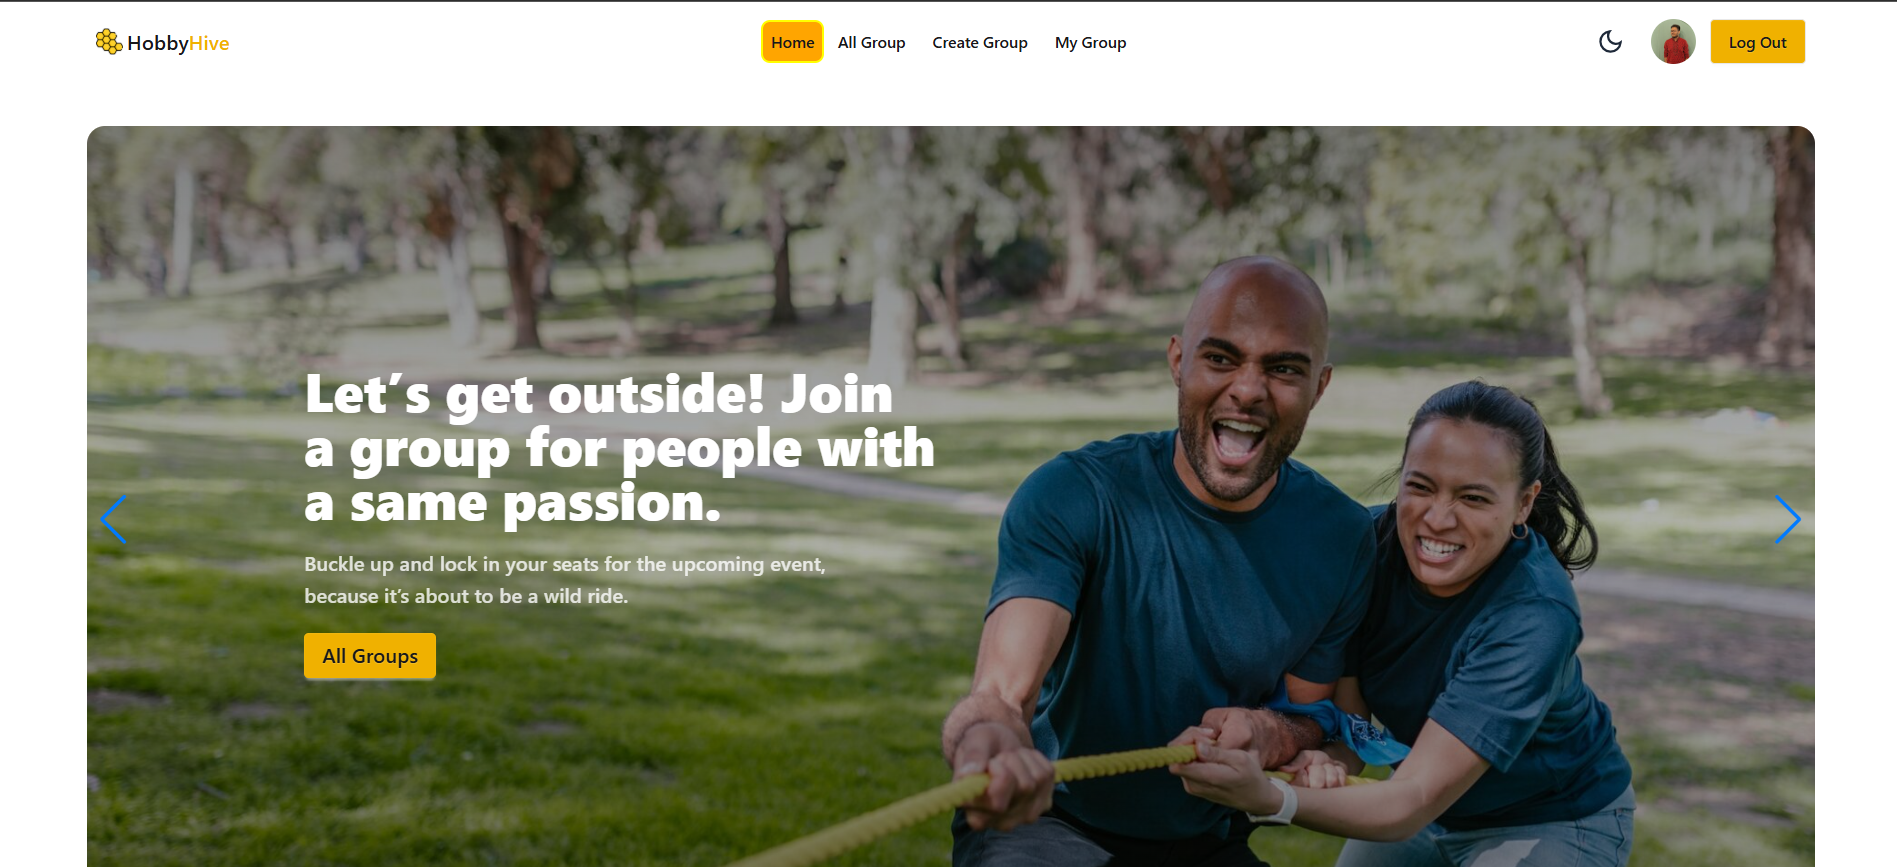 HobbyHive
Home
All Group
Create Group
My Group
Log Out
Let´s get outside! Join
a group for people with
a same passion.
Buckle up and lock in your seats for the upcoming event,
because it’s about to be a wild ride.
All Groups